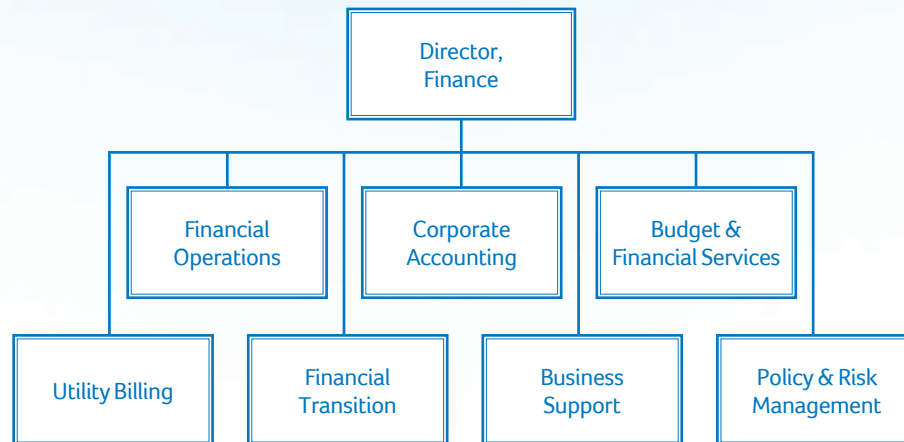 Director,
Finance
Financial
Operations
Corporate
Accounting
Budget &
Financial Services
Utility Billing
Financial
Transition
Business
Support
Policy & Risk
Management